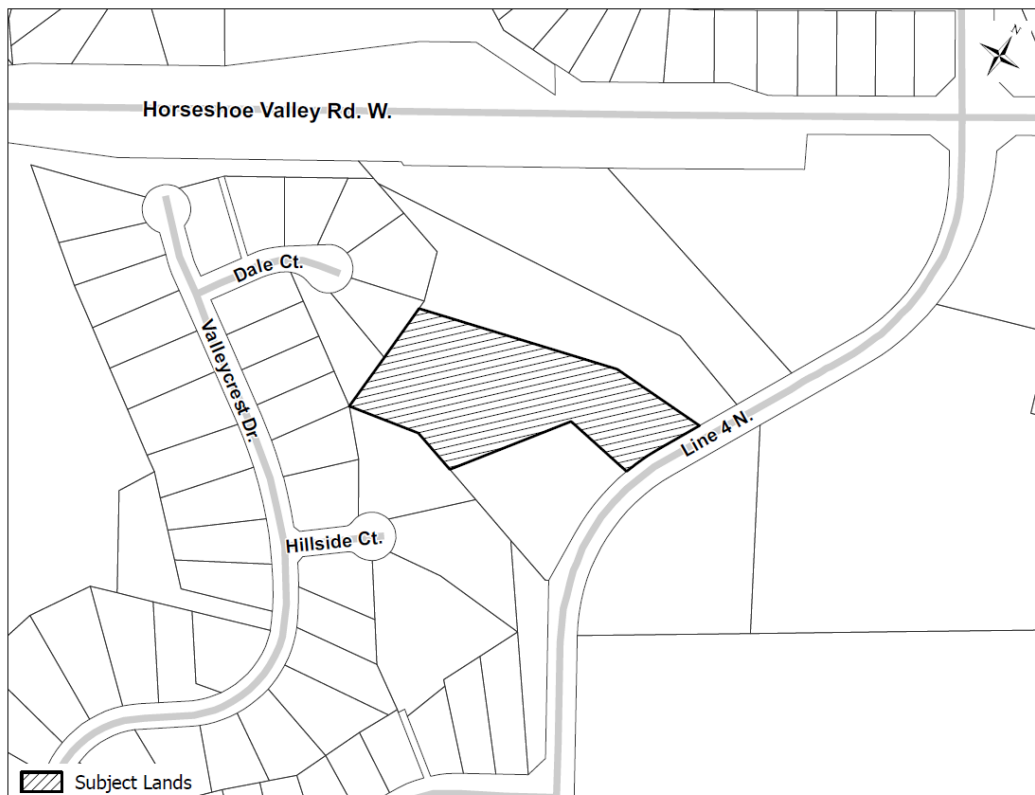 N
Horseshoe Valley Rd. W.
Dale Ct.
Valleycrest Dr.
Line 4 N.
Hillside Ct.
Subject Lands